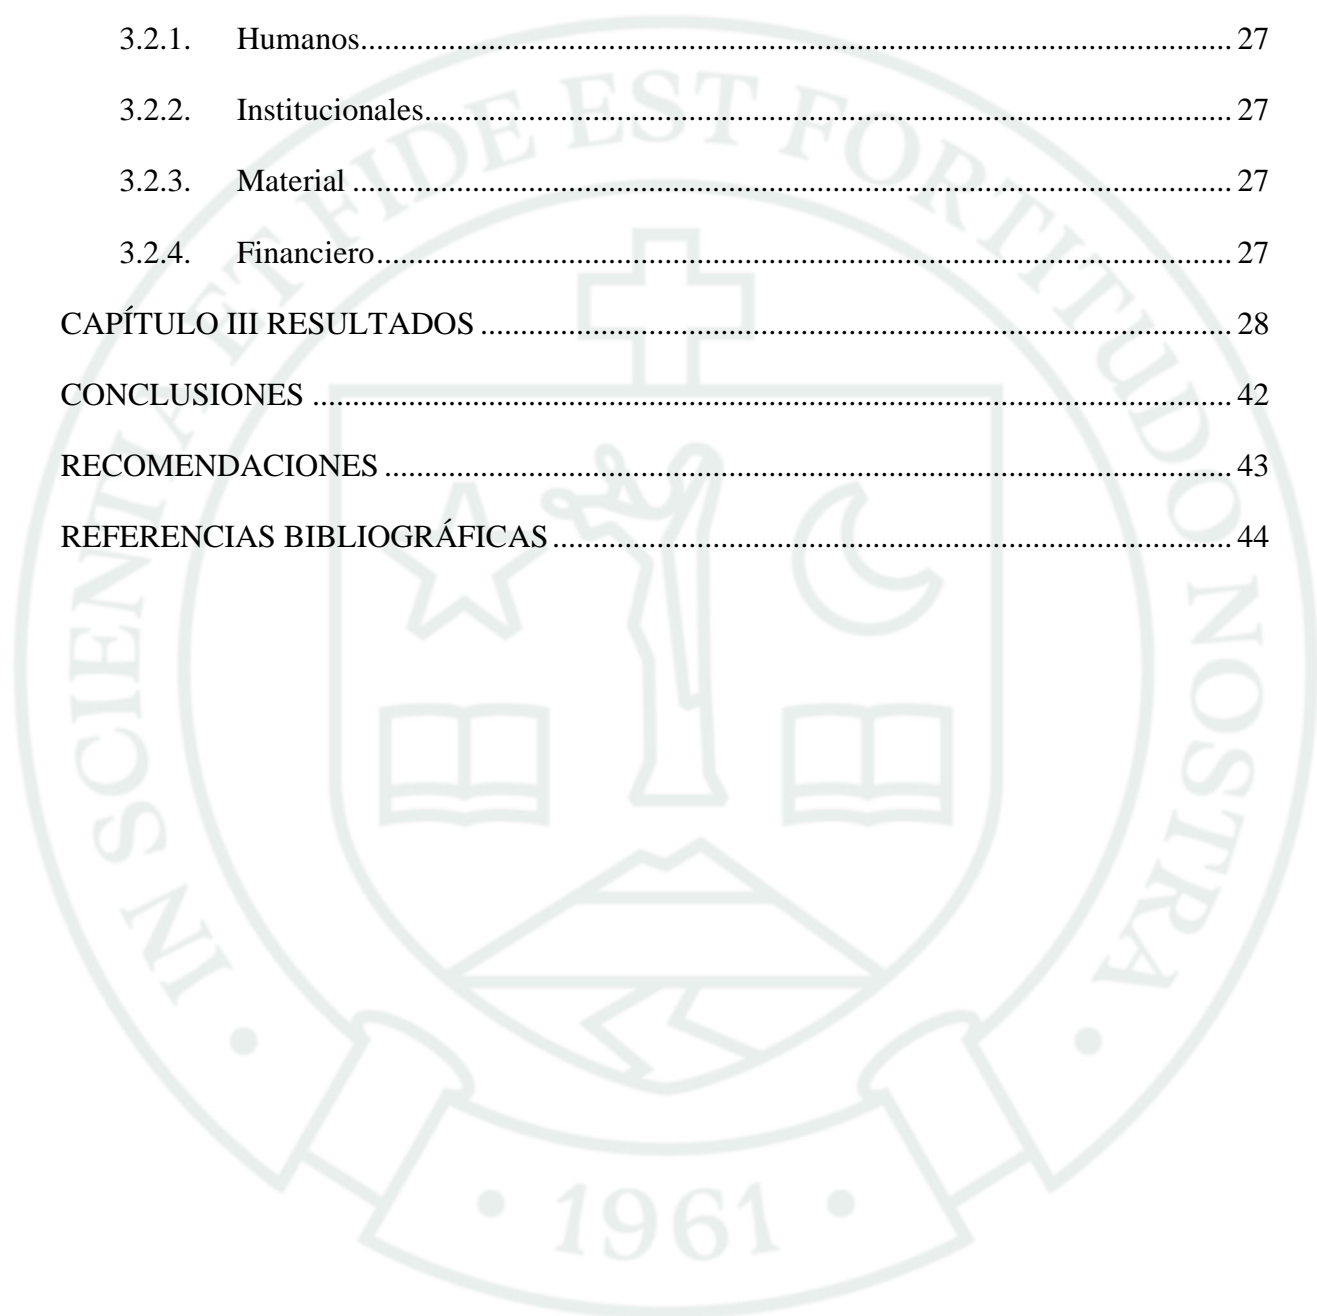 3.2.1. Humanos.......................................................................................................... 27
3.2.2. Institucionales.................................................................................................. 27
3.2.3. Material ........................................................................................................... 27
3.2.4. Financiero........................................................................................................ 27
CAPÍTULO III RESULTADOS ........................................................................................... 28
CONCLUSIONES ............................................................................................................... 42
RECOMENDACIONES ...................................................................................................... 43
REFERENCIAS BIBLIOGRÁFICAS .................................................................................. 44
IN SCIENTIA ET FIDE EST FORTITUDO NOSTRA
• 1961 •